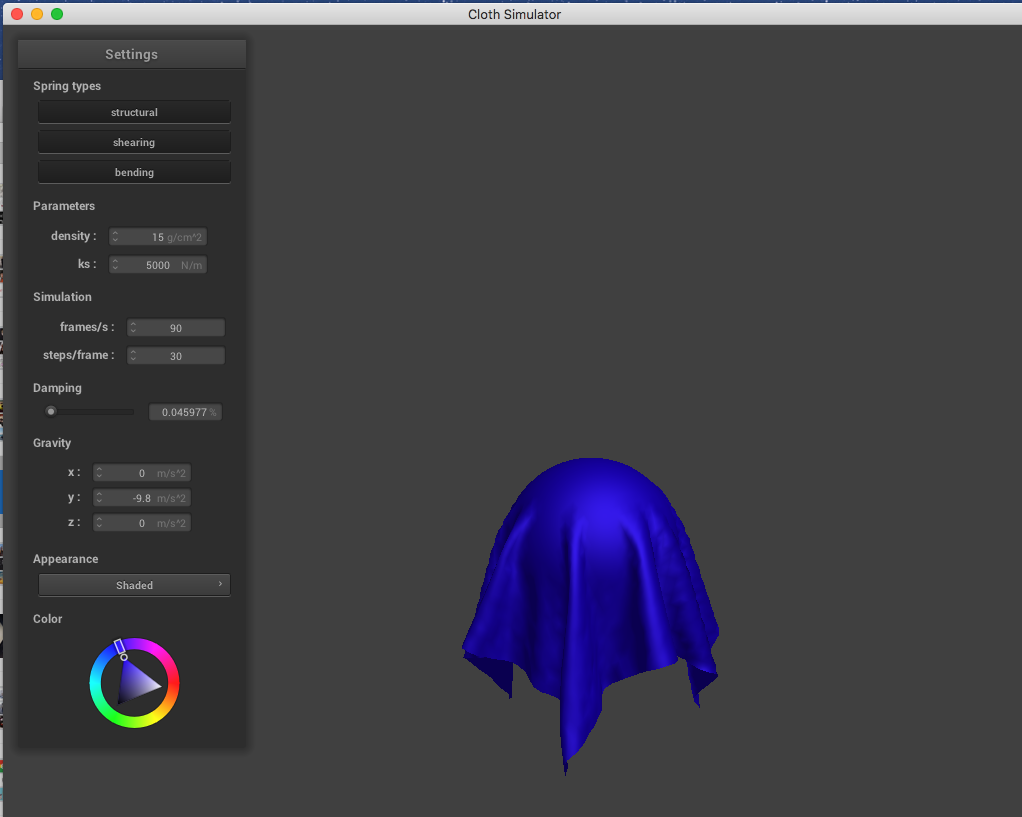 Cloth Simulator
Settings
Spring types
structural
shearing
bending
Parameters
density : 15 g/cm^2
ks : 5000 N/m
Simulation
frames/s : 90
steps/frame : 30
Damping
0.045977 %
Gravity
x : 0 m/s^2
y : -9.8 m/s^2
z : 0 m/s^2
Appearance
Shaded
Color